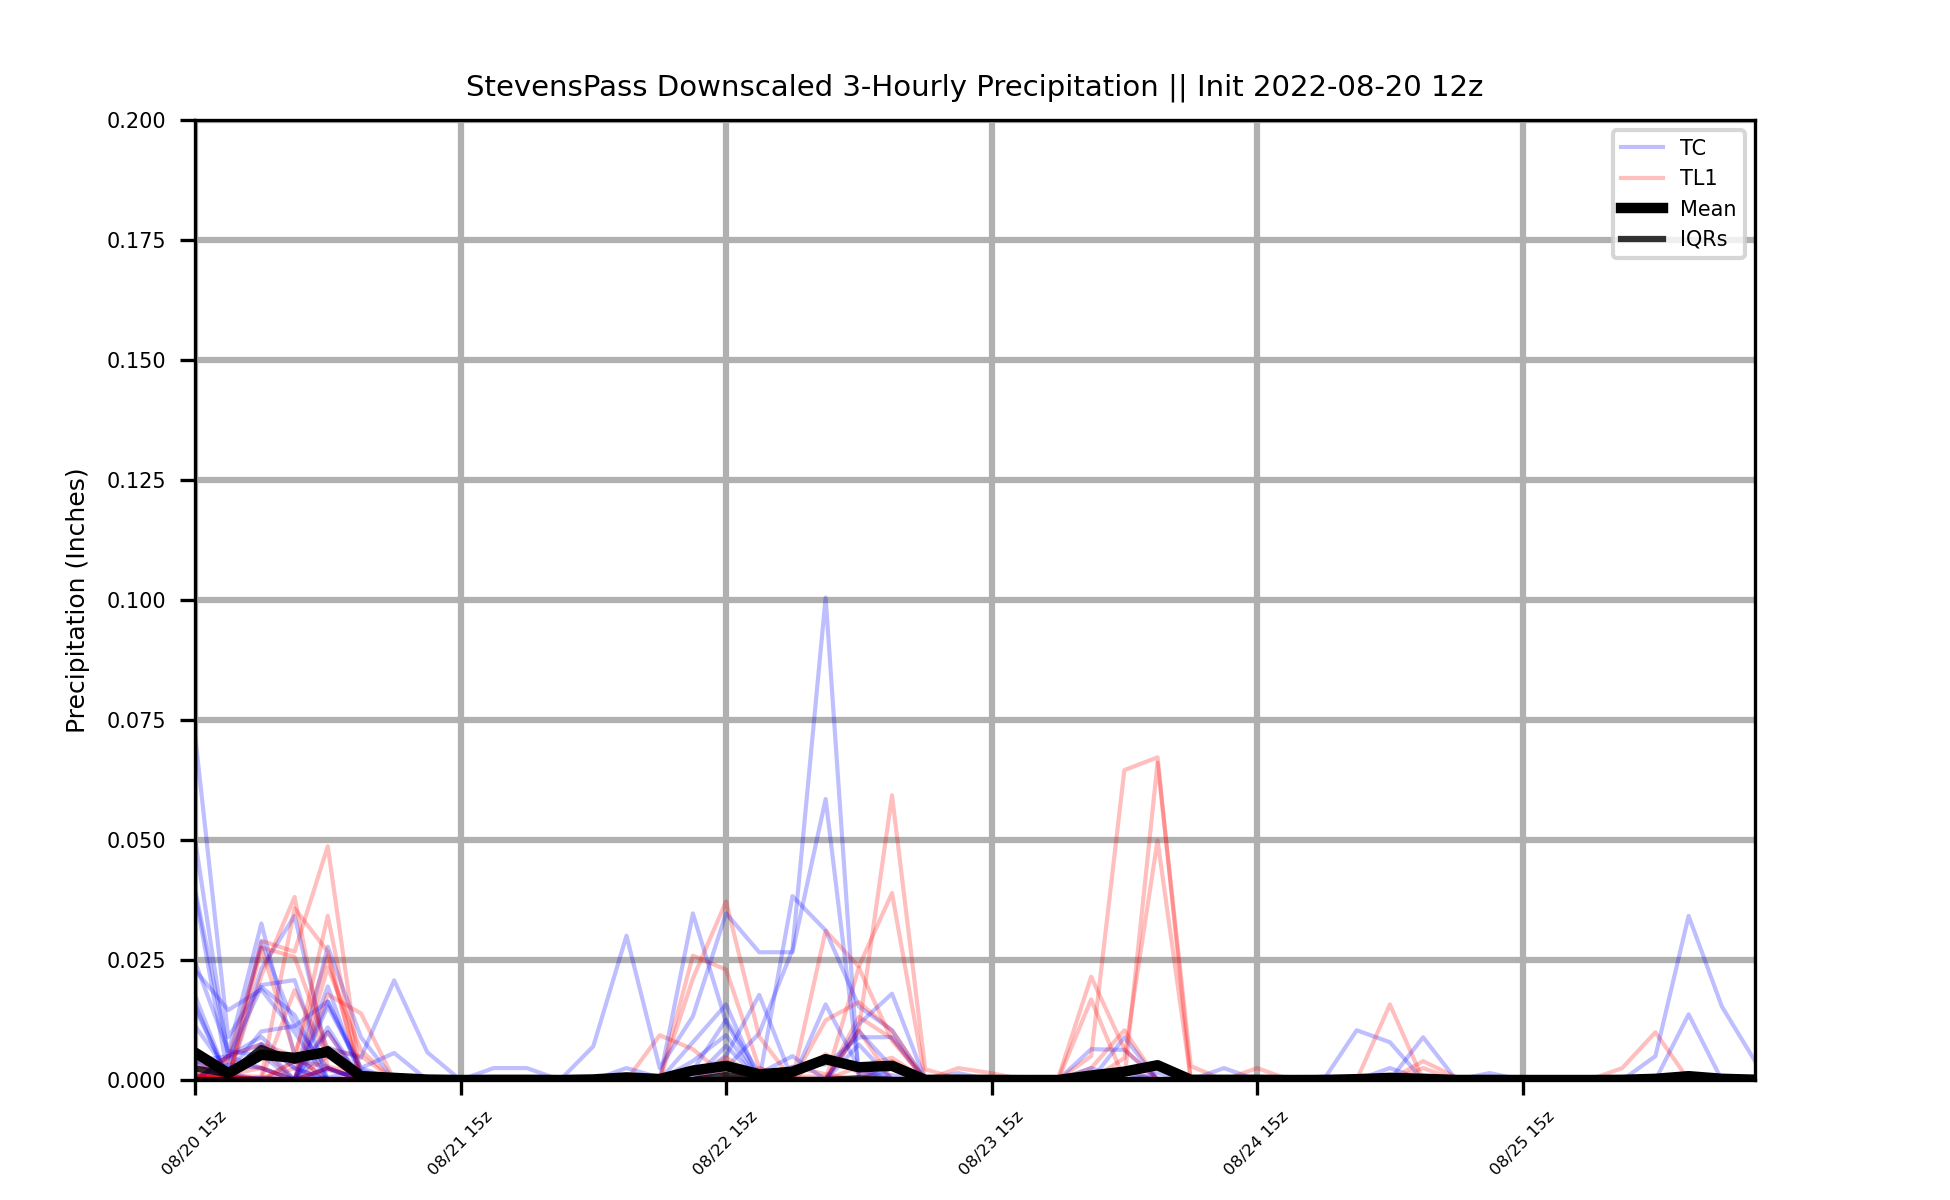 StevensPass Downscaled 3-Hourly Precipitation || Init 2022-08-20 12z
0.200
0.175
0.150
0.125
0.100
0.075
0.050
0.025
0.000
Precipitation (Inches)
TC
TL1
Mean
IQRs
08/20 15z
08/21 15z
08/22 15z
08/23 15z
08/24 15z
08/25 15z